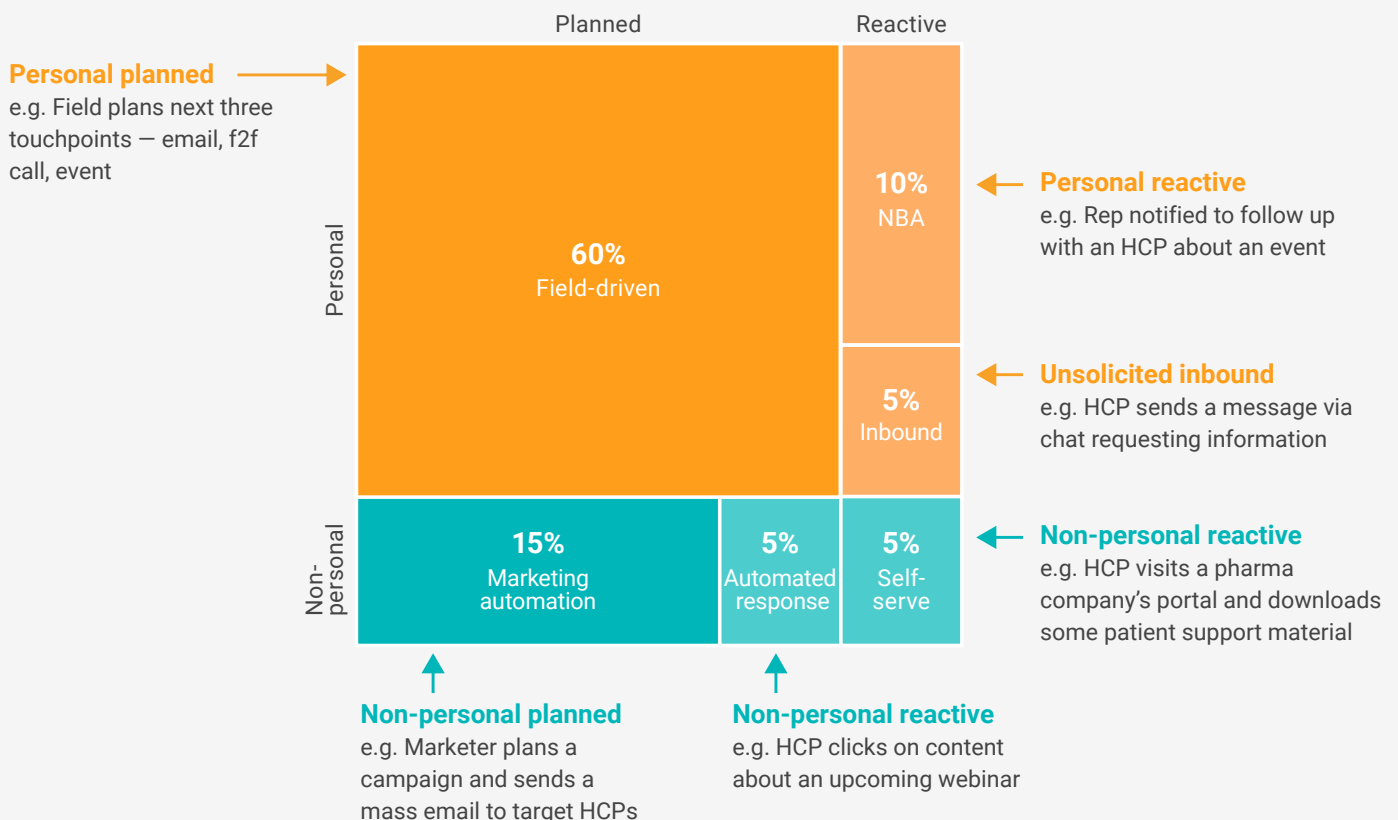 Planned
Reactive
Personal planned
e.g. Field plans next three
touchpoints — email, f2f
call, event
Personal
60%
Field-driven
10%
NBA
Personal reactive
e.g. Rep notified to follow up
with an HCP about an event
5%
Inbound
Unsolicited inbound
e.g. HCP sends a message via
chat requesting information
Non-
personal
15%
Marketing
automation
5%
Automated
response
5%
Self-
serve
Non-personal reactive
e.g. HCP visits a pharma
company’s portal and downloads
some patient support material
Non-personal planned
e.g. Marketer plans a
campaign and sends a
mass email to target HCPs
Non-personal reactive
e.g. HCP clicks on content
about an upcoming webinar